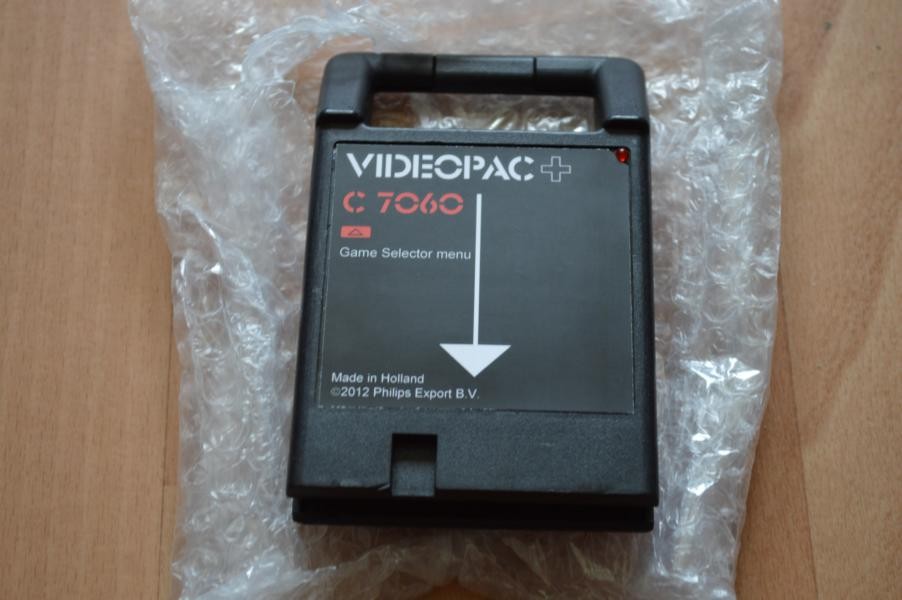 VIDEOPAC+
C 7060
Game Selector menu
Made in Holland
©2012 Philips Export B.V.